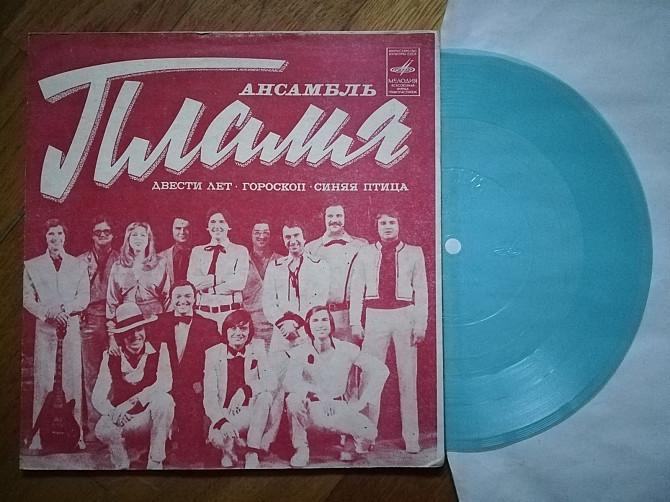 АНСАМБЛЬ
Пламя
ДВЕСТИ ЛЕТ · ГОРОСКОП · СИНЯЯ ПТИЦА
МЕЛОДИЯ